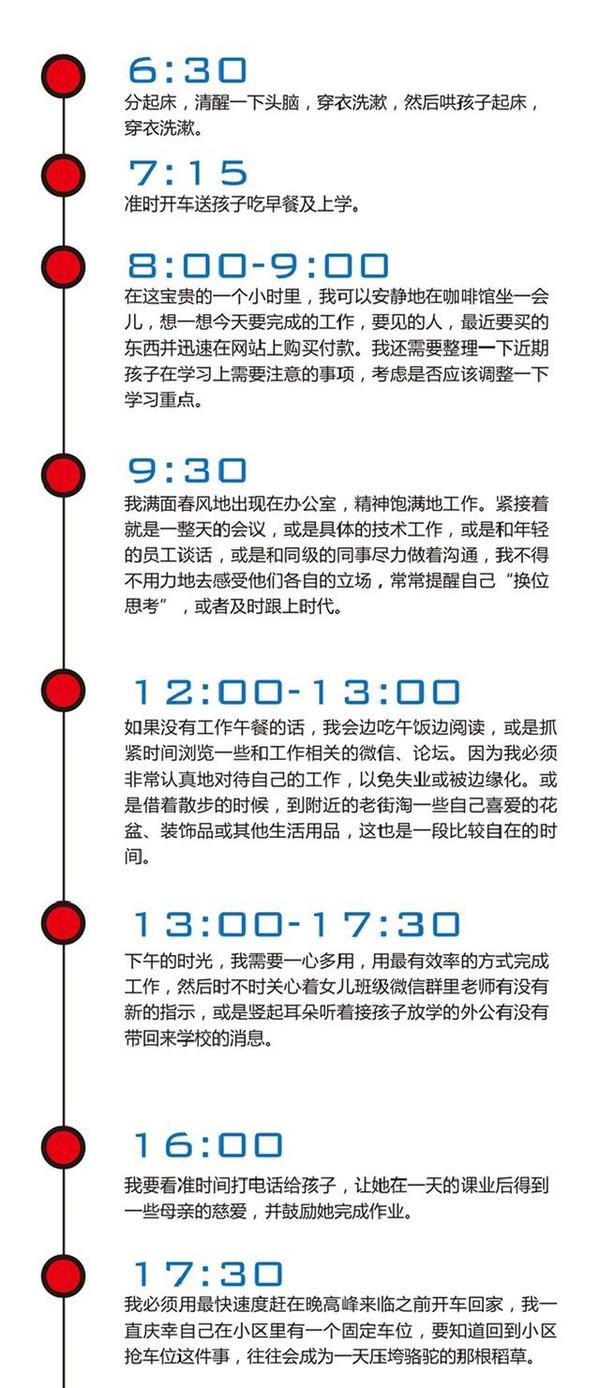 6:30
分起床，清醒一下头脑，穿衣洗漱，然后哄孩子起床，
穿衣洗漱。
7:15
准时开车送孩子吃早餐及上学。
8:00-9:00
在这宝贵的一个小时里，我可以安静地在咖啡馆坐一会
儿，想一想今天要完成的工作，要见的人，最近要买的
东西并迅速在网站上购买付款。我还需要整理一下近期
孩子在学习上需要注意的事项，考虑是否应该调整一下
学习重点。
9:30
我满面春风地出现在办公室，精神饱满地工作。紧接着
就是一整天的会议，或是具体的技术工作，或是和年轻
的员工谈话，或是和同级的同事尽力做着沟通，我不得
不用力地去感受他们各自的立场，常常提醒自己“换位
思考”，或者及时跟上时代。
12:00-13:00
如果没有工作午餐的话，我会边吃午饭边阅读，或是抓
紧时间浏览一些和工作相关的微信、论坛。因为我必须
非常认真地对待自己的工作，以免失业或被边缘化。或
是借着散步的时候，到附近的老街淘一些自己喜爱的花
盆、装饰品或其他生活用品，这也是一段比较自在的时
间。
13:00-17:30
下午的时光，我需要一心多用，用最有效率的方式完成
工作，然后时不时关心着女儿班级微信群里老师有没有
新的指示，或是竖起耳朵听着接孩子放学的外公有没有
带回来学校的消息。
16:00
我要看准时间打电话给孩子，让她在一天的课业后得到
一些母亲的慈爱，并鼓励她完成作业。
17:30
我必须用最快速度赶在晚高峰来临之前开车回家，我一
直庆幸自己在小区里有一个固定车位，要知道回到小区
抢车位这件事，往往会成为一天压垮骆驼的那根稻草。